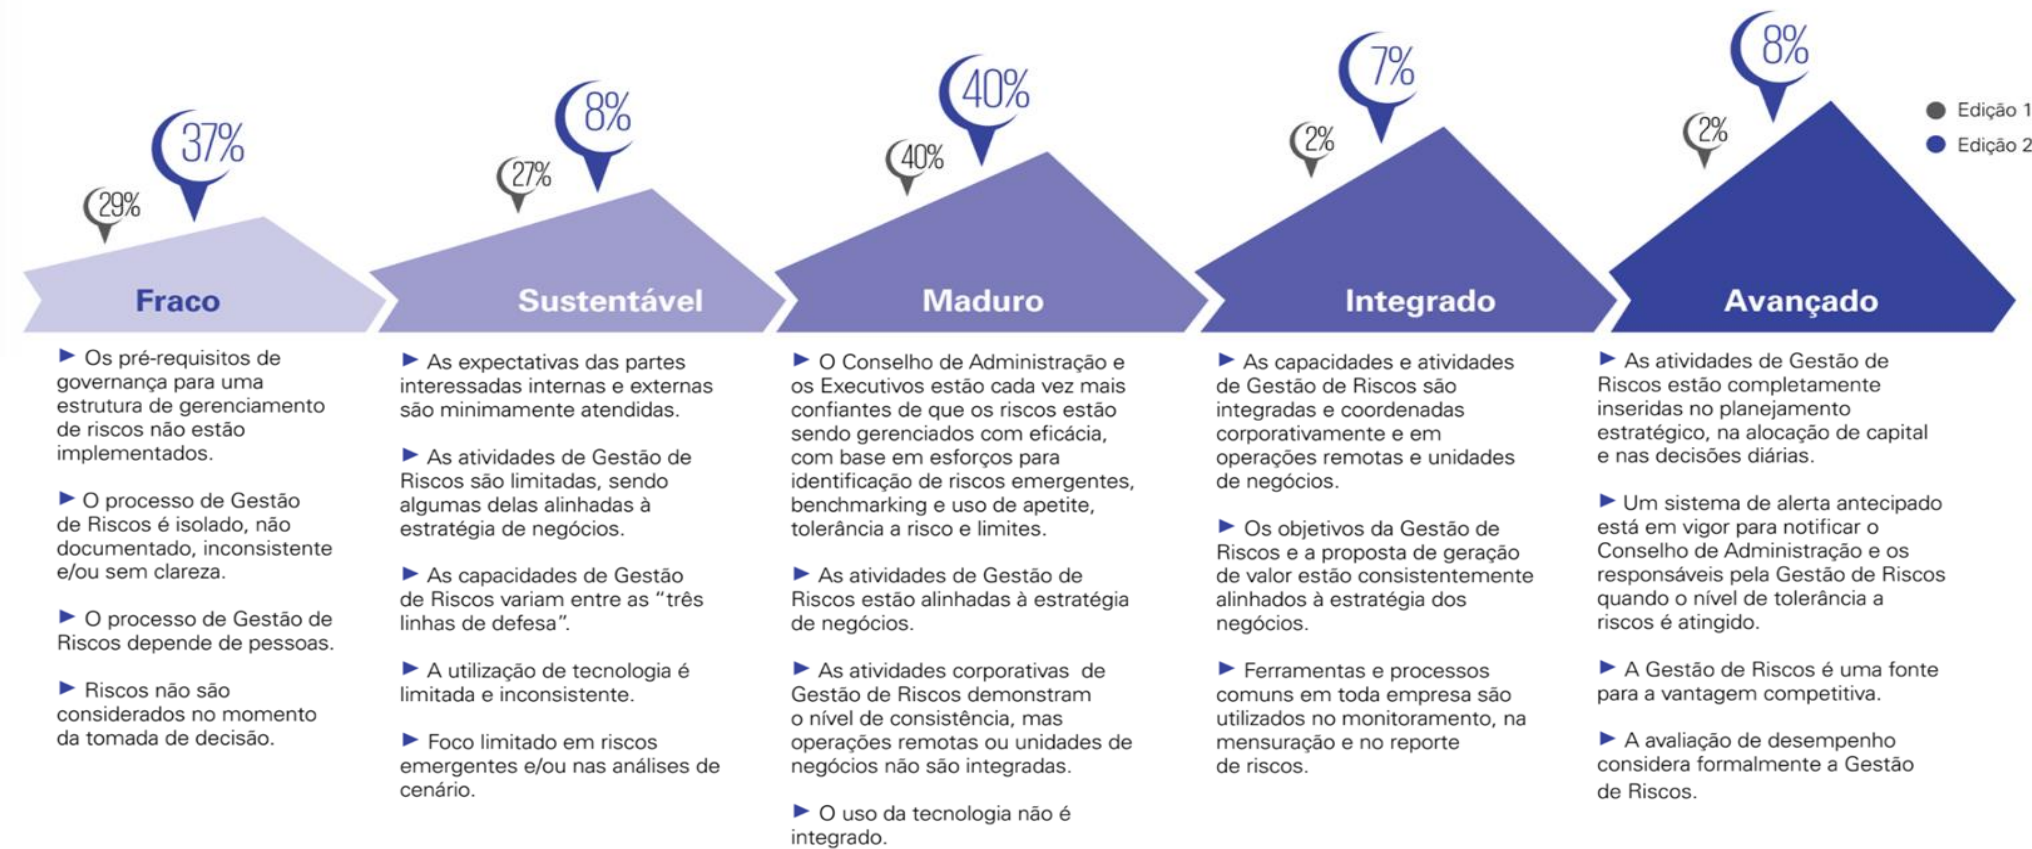 37%
29%
8%
27%
40%
40%
7%
2%
8%
2%
Edição 1
Edição 2
Fraco
► Os pré-requisitos de
governança para uma
estrutura de gerenciamento
de riscos não estão
implementados.
► O processo de Gestão
de Riscos é isolado, não
documentado, inconsistente
e/ou sem clareza.
► O processo de Gestão de
Riscos depende de pessoas.
► Riscos não são
considerados no momento
da tomada de decisão.
Sustentável
► As expectativas das partes
interessadas internas e externas
são minimamente atendidas.
► As atividades de Gestão de
Riscos são limitadas, sendo
algumas delas alinhadas à
estratégia de negócios.
► As capacidades de Gestão
de Riscos variam entre as “três
linhas de defesa”.
► A utilização de tecnologia é
limitada e inconsistente.
► Foco limitado em riscos
emergentes e/ou nas análises de
cenário.
Maduro
► O Conselho de Administração e
os Executivos estão cada vez mais
confiantes de que os riscos estão
sendo gerenciados com eficácia,
com base em esforços para
identificação de riscos emergentes,
benchmarking e uso de apetite,
tolerância a risco e limites.
► As atividades de Gestão de
Riscos estão alinhadas à estratégia
de negócios.
► As atividades corporativas de
Gestão de Riscos demonstram
o nível de consistência, mas
operações remotas ou unidades de
negócios não são integradas.
► O uso da tecnologia não é
integrado.
Integrado
► As capacidades e atividades
de Gestão de Riscos são
integradas e coordenadas
corporativamente e em
operações remotas e unidades
de negócios.
► Os objetivos da Gestão de
Riscos e a proposta de geração
de valor estão consistentemente
alinhados à estratégia dos
negócios.
► Ferramentas e processos
comuns em toda empresa são
utilizados no monitoramento, na
mensuração e no reporte
de riscos.
Avançado
► As atividades de Gestão de
Riscos estão completamente
inseridas no planejamento
estratégico, na alocação de capital
e nas decisões diárias.
► Um sistema de alerta antecipado
está em vigor para notificar o
Conselho de Administração e os
responsáveis pela Gestão de Riscos
quando o nível de tolerância a
riscos é atingido.
► A Gestão de Riscos é uma fonte
para a vantagem competitiva.
► A avaliação de desempenho
considera formalmente a Gestão
de Riscos.